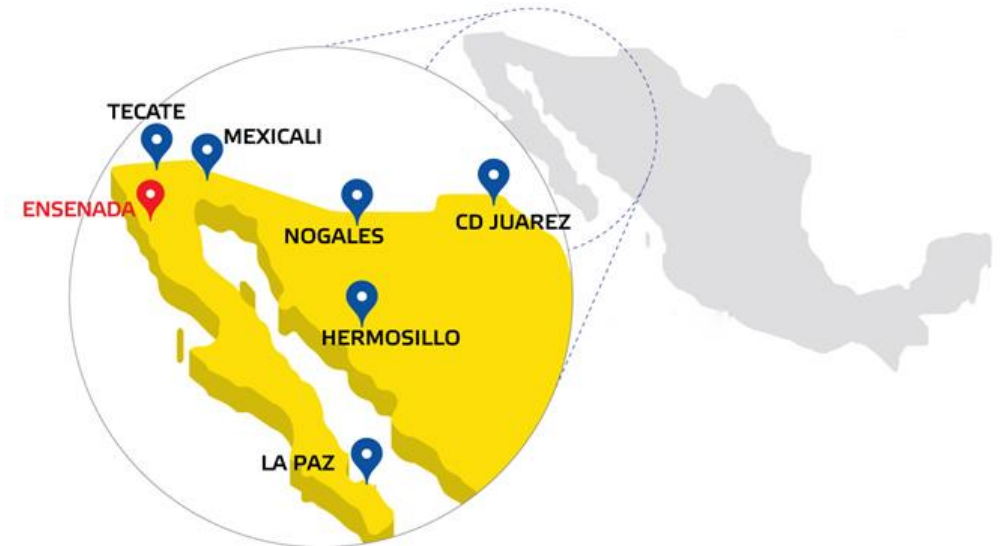 TECATE
MEXICALI
ENSENADA
NOGALES
CD JUAREZ
HERMOSILLO
LA PAZ